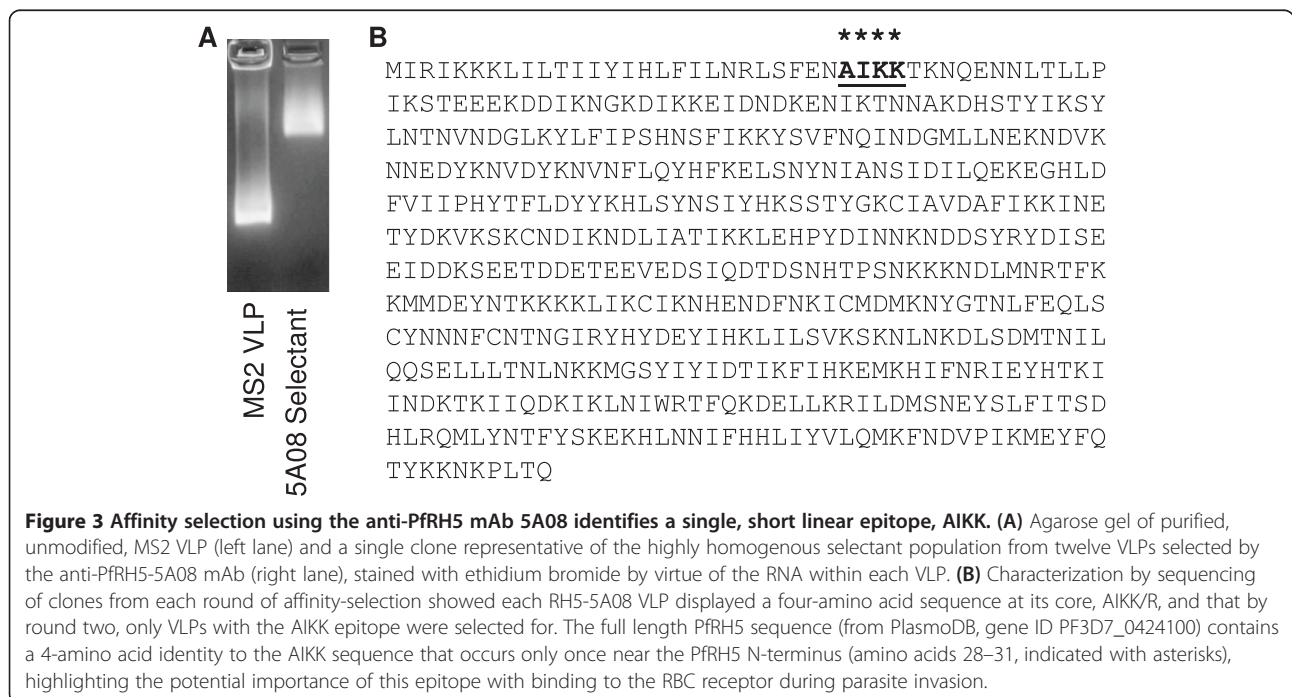 A
B
****
MIRIKKKLILTIIYIHLFILNRLSFENAIKKTKNQENNLTLLP
IKSTEEEKDDIKNGKDIKKEIDNDKENIKTNNAKDHSTYIKSY
LNTNVNDGLKYLFIPSHNSFIKKYSVFNQINDGMLLNEKNDVK
NNEDYKNVDYKNVNFLQYHFKELSNYNIANSIDILQEKEGHLD
FVIIPHYTFLDYYKHLSYNSIYHKSSTYGKCIAVDAFIKKINE
TYDKVKSKCNDIKNDLIATIKKLEHPYDINNKNDDSYRYDISE
EIDDKSEETDDETEEVEDSIQDTDSNHTPSNKKKNDLMNRTFK
KMMDEYNTKKKKLIKCIKNHENDFNKICMDMKNYGTNLFEQLS
CYNNNFCNTNGIRYHYDEYIHKLILSVKSKNLNKDLSDMTNIL
QQSELLLTNLNKKMGSYIYIDTIKFIHKEMKHIFNRIEYHTKI
INDKTKIIQDKIKLNIWRTFQKDELLKRILDMSNEYSLFITSD
HLRQMLYNTFYSKEKHLNNIFHHLIYVLQMKFNDVPIKMEYFQ
TYKKNKPLTQ
MS2 VLP
5A08 Selectant
Figure 3 Affinity selection using the anti-PfRH5 mAb 5A08 identifies a single, short linear epitope, AIKK. (A) Agarose gel of purified,
unmodified, MS2 VLP (left lane) and a single clone representative of the highly homogenous selectant population from twelve VLPs selected by
the anti-PfRH5-5A08 mAb (right lane), stained with ethidium bromide by virtue of the RNA within each VLP. (B) Characterization by sequencing
of clones from each round of affinity-selection showed each RH5-5A08 VLP displayed a four-amino acid sequence at its core, AIKK/R, and that by
round two, only VLPs with the AIKK epitope were selected for. The full length PfRH5 sequence (from PlasmoDB, gene ID PF3D7_0424100) contains
a 4-amino acid identity to the AIKK sequence that occurs only once near the PfRH5 N-terminus (amino acids 28–31, indicated with asterisks),
highlighting the potential importance of this epitope with binding to the RBC receptor during parasite invasion.